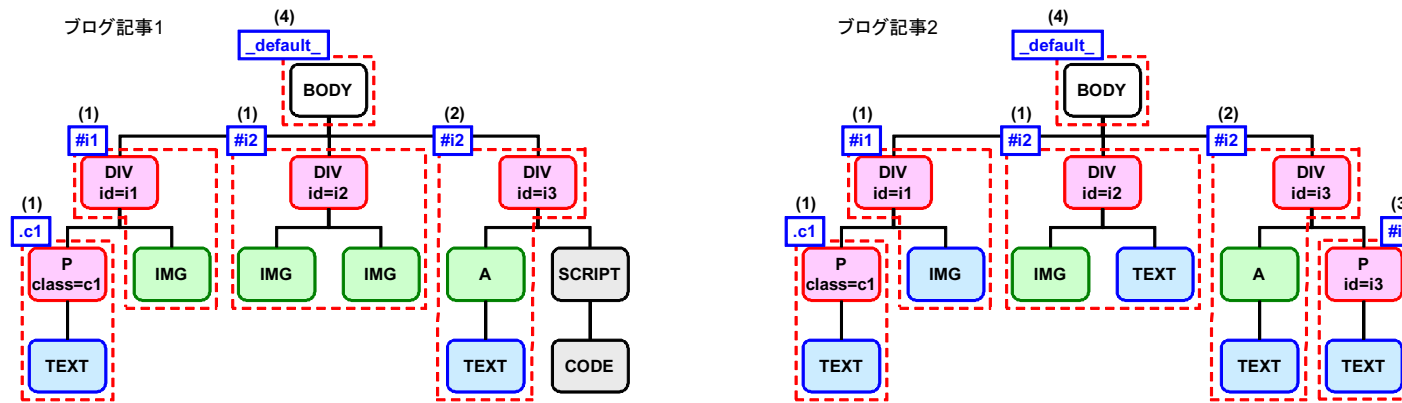 ブログ記事1
(4)
_default_
BODY
(1)
#i1
(1)
#i2
(2)
#i2
DIV
id=i1
DIV
id=i2
DIV
id=i3
(1)
.c1
P
class=c1
IMG
IMG
IMG
A
SCRIPT
TEXT
TEXT
CODE
ブログ記事2
(4)
_default_
BODY
(1)
#i1
(1)
#i2
(2)
#i2
DIV
id=i1
DIV
id=i2
DIV
id=i3
(1)
.c1
P
class=c1
IMG
IMG
TEXT
A
P
id=i3
TEXT
TEXT
TEXT